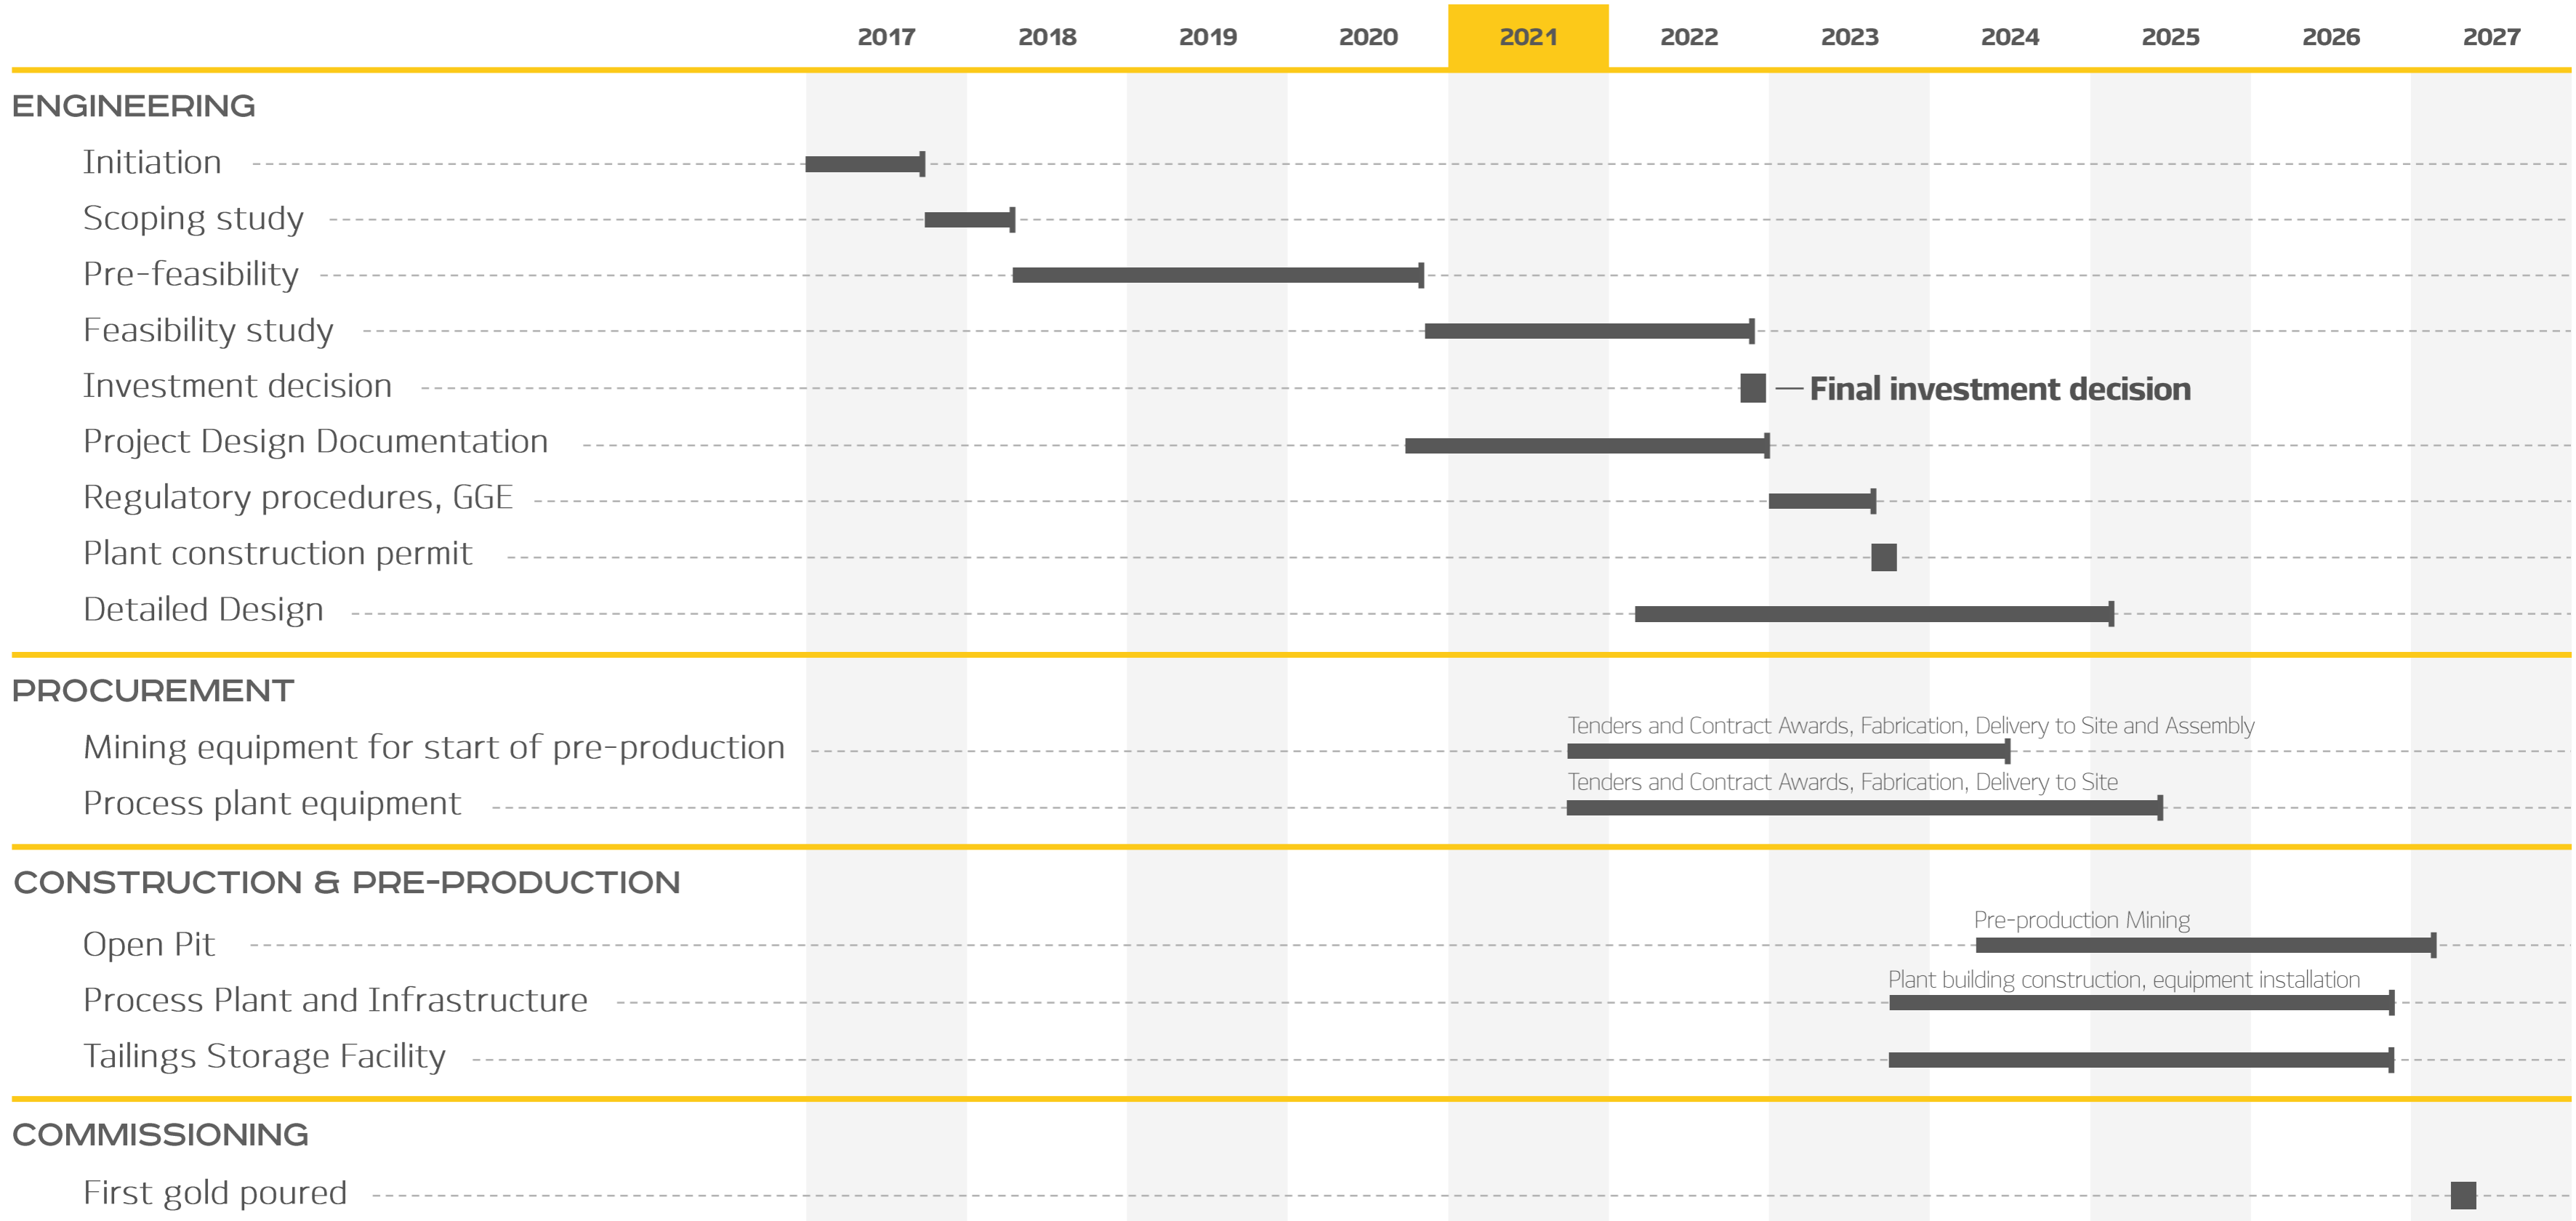 2017 2018 2019 2020 2021 2022 2023 2024 2025 2026 2027
ENGINEERING
Initiation
Scoping study
Pre-feasibility
Feasibility study
Investment decision
Final investment decision
Project Design Documentation
Regulatory procedures, GGE
Plant construction permit
Detailed Design
PROCUREMENT
Tenders and Contract Awards, Fabrication, Delivery to Site and Assembly
Mining equipment for start of pre-production
Tenders and Contract Awards, Fabrication, Delivery to Site
Process plant equipment
CONSTRUCTION & PRE-PRODUCTION
Pre-production Mining
Open Pit
Plant building construction, equipment installation
Process Plant and Infrastructure
Tailings Storage Facility
COMMISSIONING
First gold poured